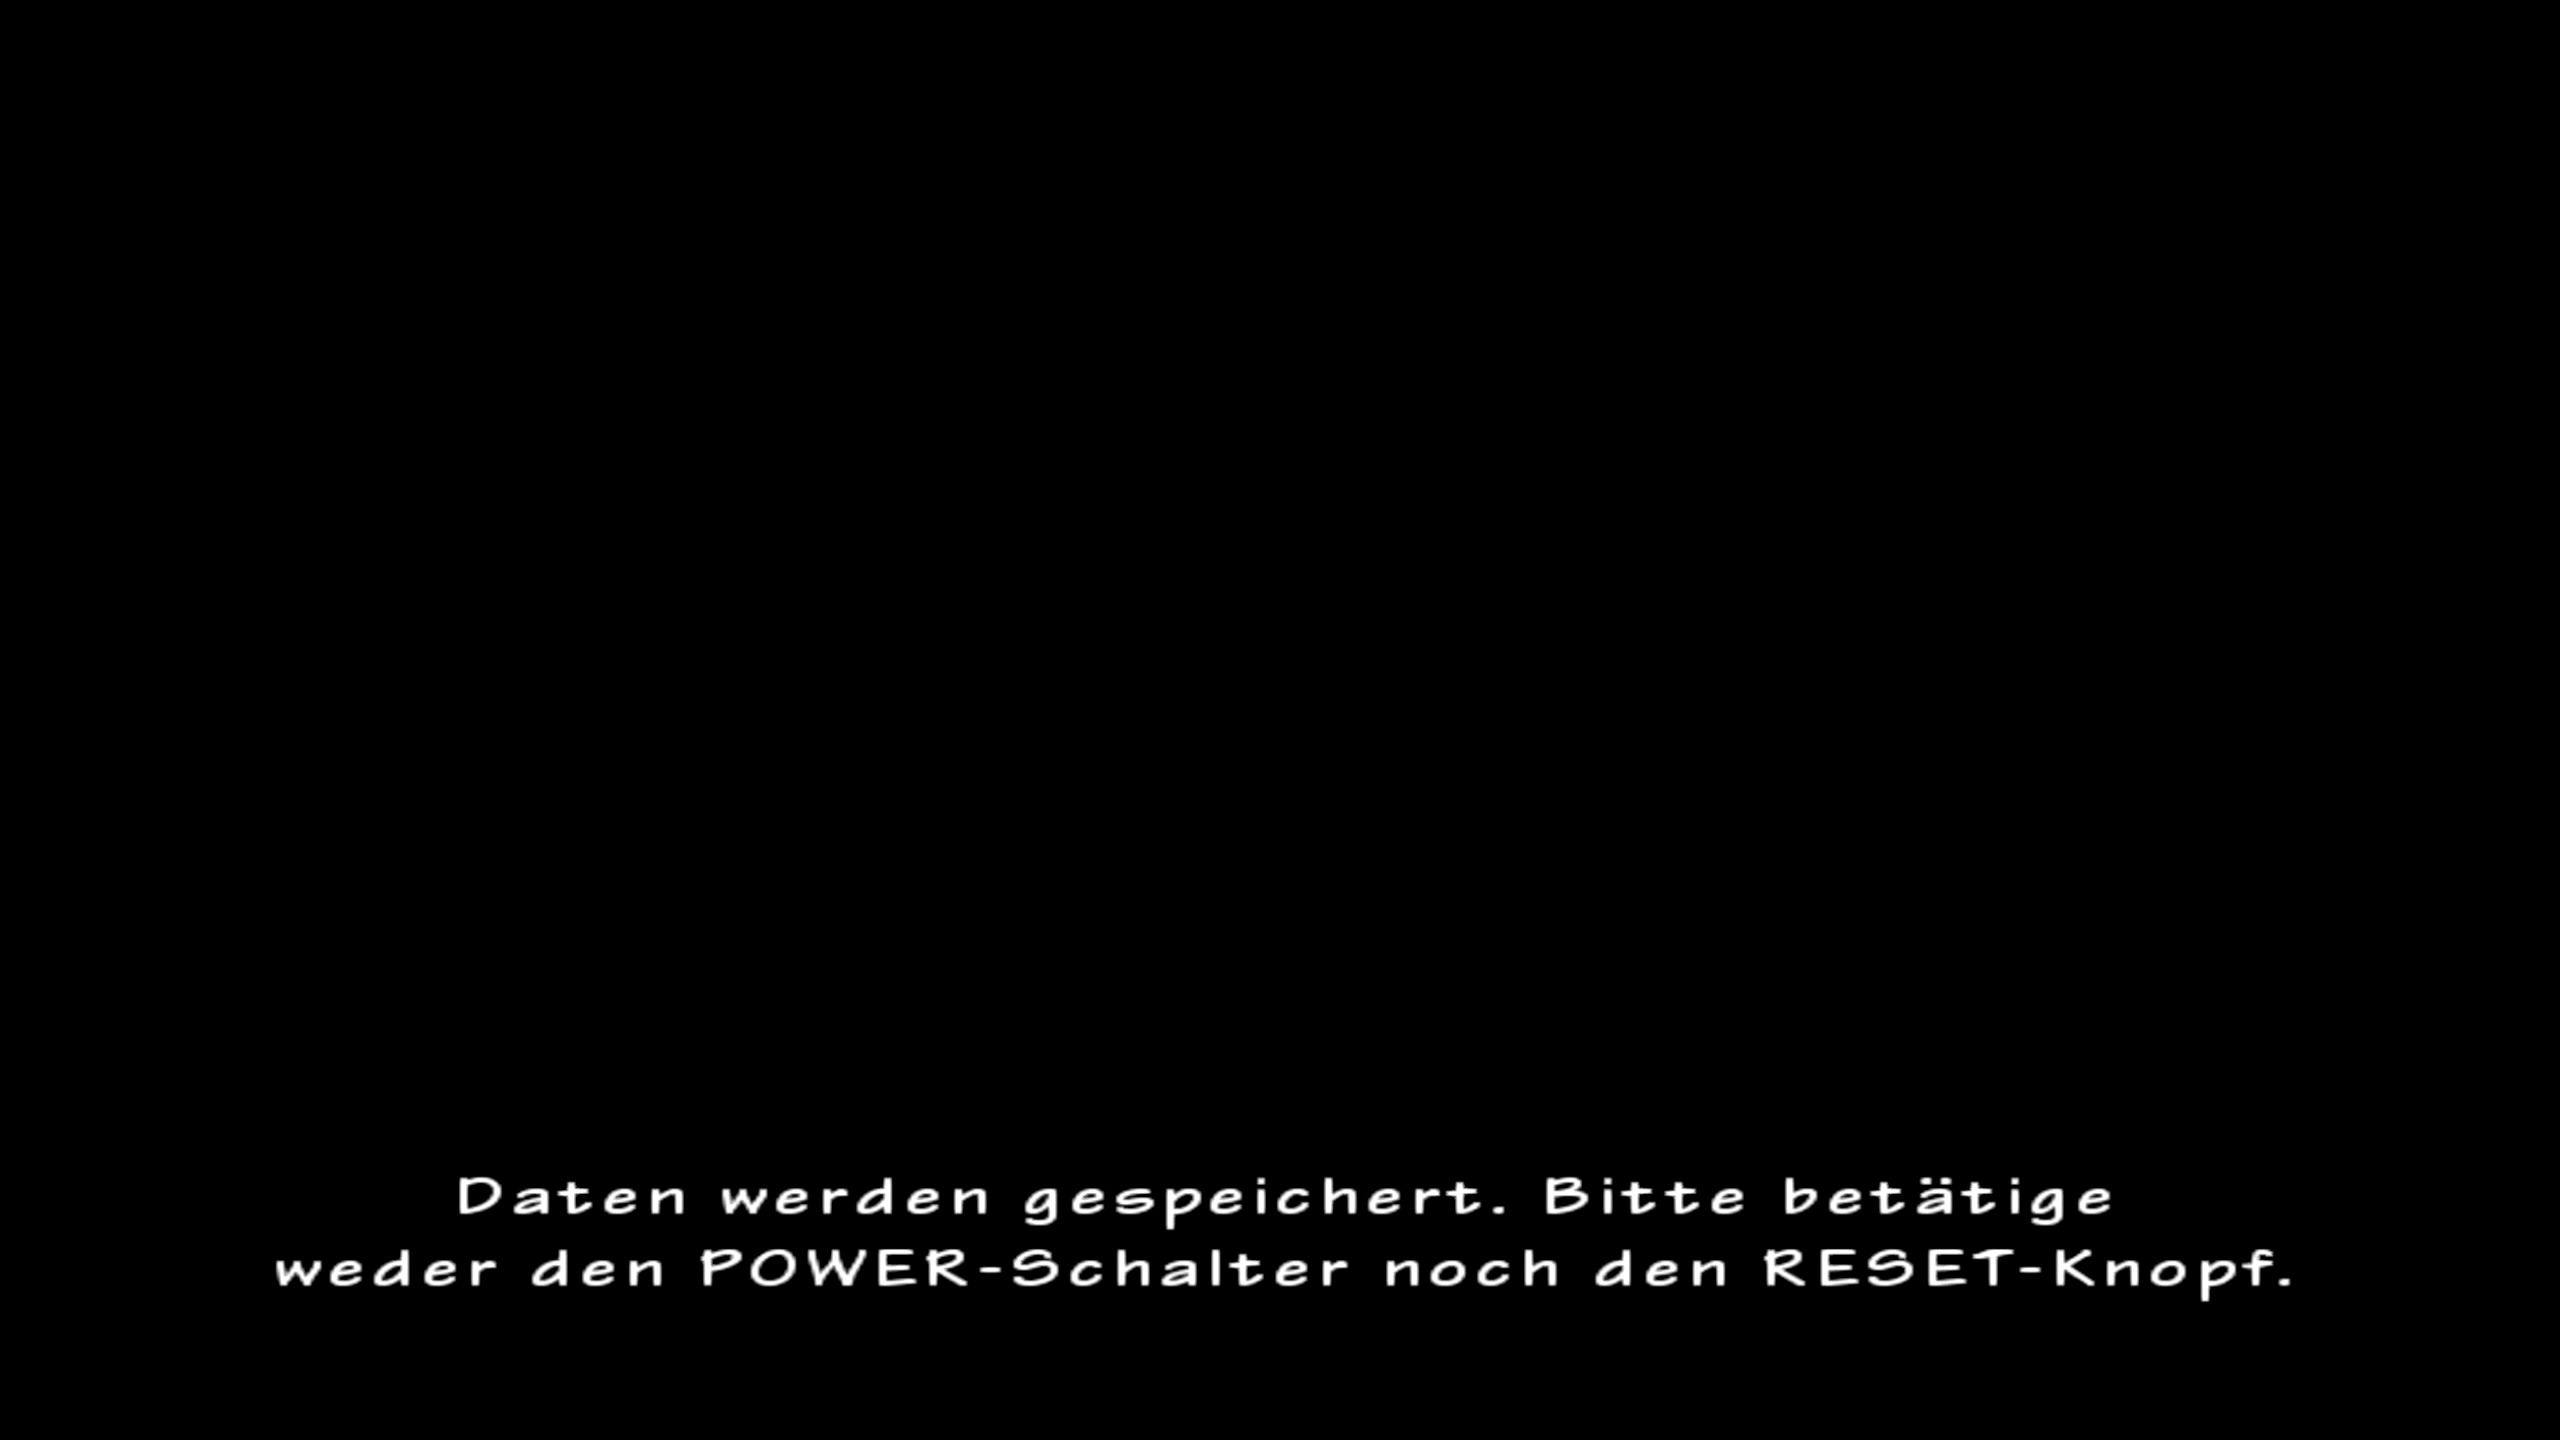 Daten werden gespeichert. Bitte betätige
weder den POWER-Schalter noch den RESET-Knopf.